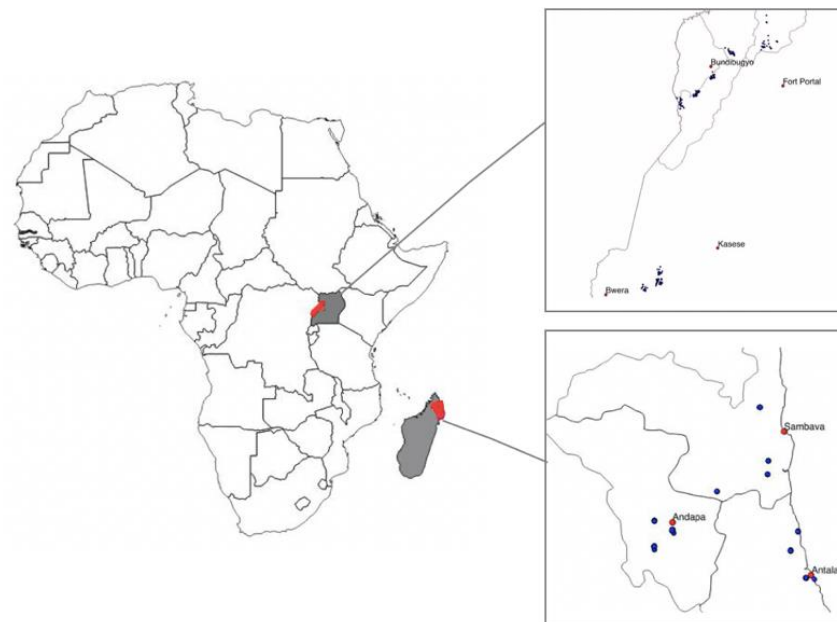 Bundibugyo
Fort Portal
Kasese
Bwera
Sambava
Andapa
Antala